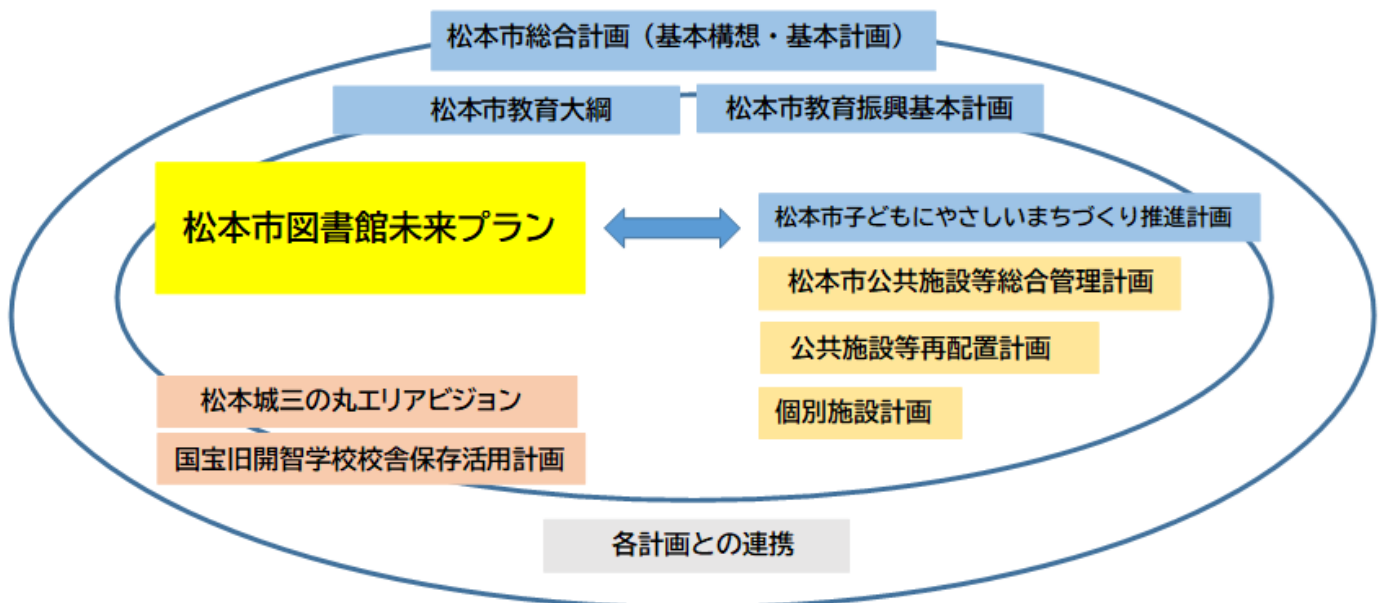 松本市総合計画（基本構想・基本計画）
松本市教育大綱
松本市教育振興基本計画
松本市図書館未来プラン
松本市子どもにやさしいまちづくり推進計画
松本市公共施設等総合管理計画
公共施設等再配置計画
個別施設計画
松本城三の丸エリアビジョン
国宝旧開智学校校舎保存活用計画
各計画との連携